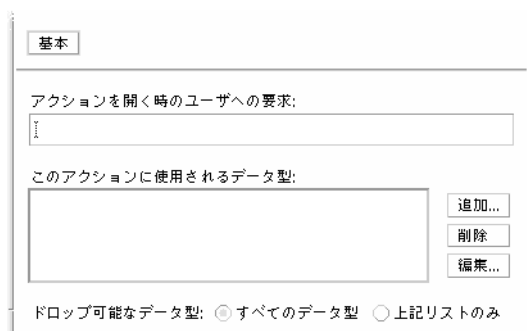 基本
アクションを開く時のユーザへの要求:
このアクションに使用されるデータ型:
追加...
削除
編集...
ドロップ可能なデータ型: すべてのデータ型 上記リストのみ